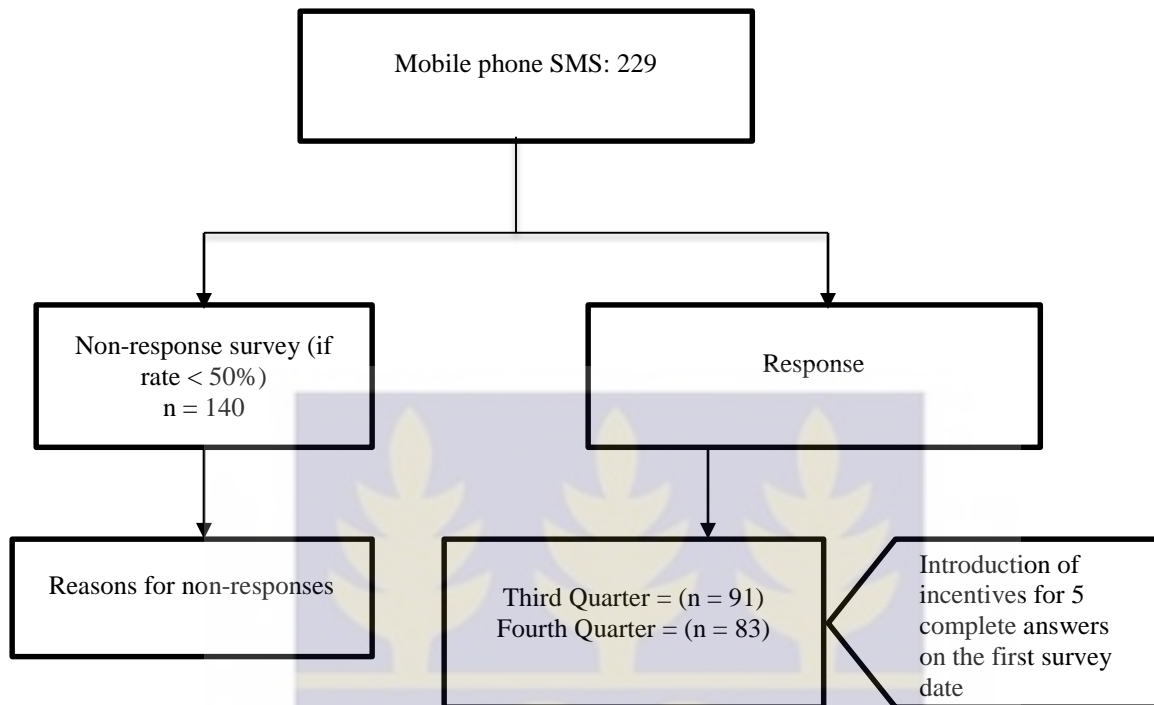 Mobile phone SMS: 229
Non-response survey (if
rate < 50%)
n = 140
Response
Reasons for non-responses
Third Quarter = (n = 91)
Fourth Quarter = (n = 83)
Introduction of
incentives for 5
complete answers
on the first survey
date